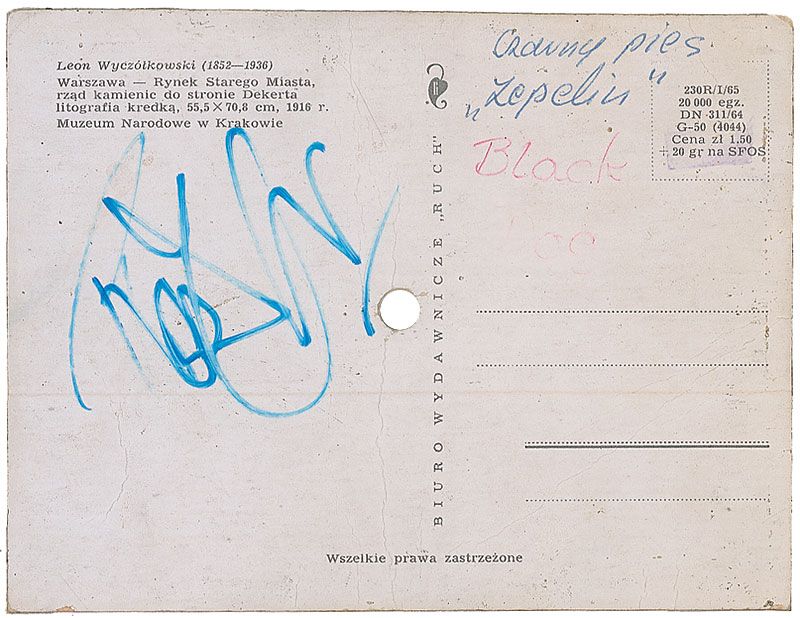 Leon Wyczółkowski (1852—1936)
Warszawa — Rynek Starego Miasta,
rząd kamienic do stronie Dekerta
litografia kredką, 55,5×70,8 cm, 1916 r.
Muzeum Narodowe w Krakowie
BIURO WYDAWNICZE „RUCH"
Czarny pies
„Zepelin"
Black
230R/I/65
20 000 egz.
DN 311/64
G-50 (4044)
Cena zł 1.50
+ 20 gr na SFOS
Wszelkie prawa zastrzeżone